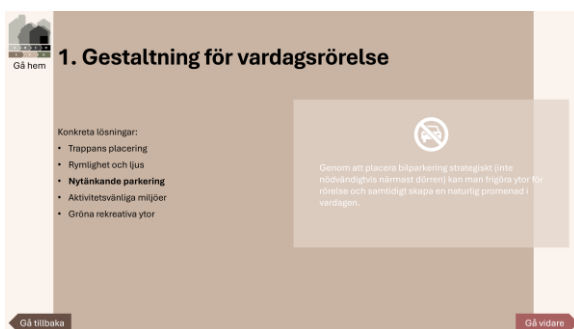 Gå hem
1. Gestaltning för vardagsrörelse
Konkreta lösningar:
• Trappans placering
• Rymlighet och ljus
• Nytänkande parkering
• Aktivitetsvänliga miljöer
• Gröna rekreativa ytor
Genom att placera bilparkering strategiskt (inte
nödvändigtvis närmast dörren) kan man frigöra ytor för
rörelse och samtidigt skapa en naturlig promenad i
vardagen.
Gå tillbaka
Gå vidare